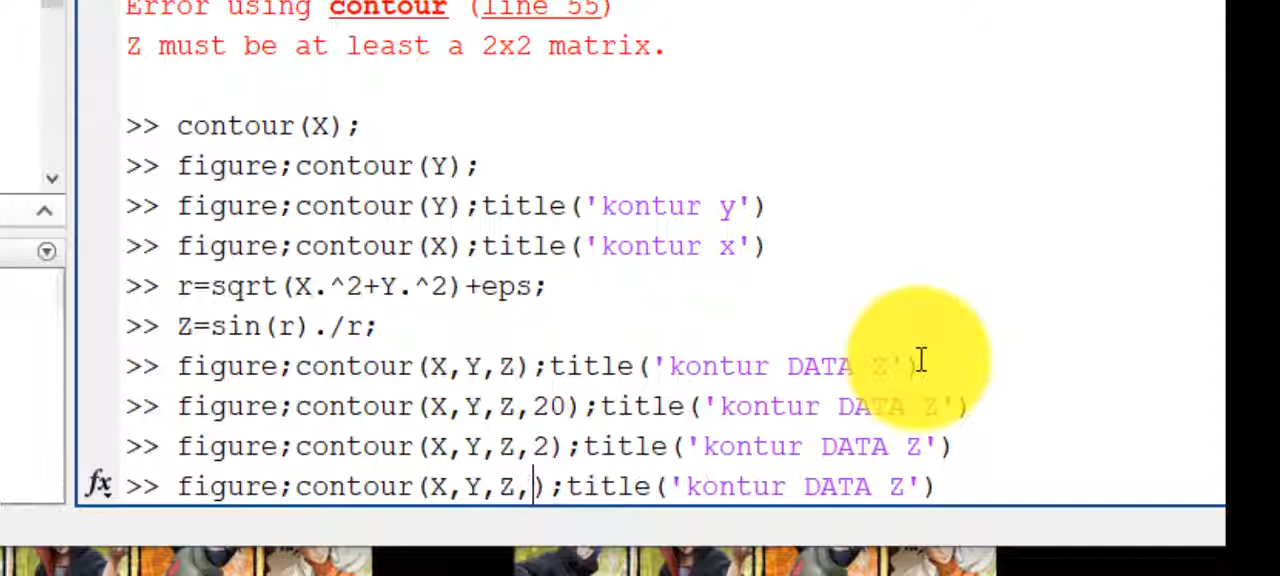 Error using contour (line 55)
Z must be at least a 2x2 matrix.
>> contour(X);
>> figure;contour(Y);
>> figure;contour(Y);title('kontur y')
>> figure;contour(X);title('kontur x')
>> r=sqrt(X.^2+Y.^2)+eps;
>> Z=sin(r)./r;
>> figure;contour(X,Y,Z);title('kontur DATA Z')
>> figure;contour(X,Y,Z,20);title('kontur DATA Z')
>> figure;contour(X,Y,Z,2);title('kontur DATA Z')
fx >> figure;contour(X,Y,Z,);title('kontur DATA Z')